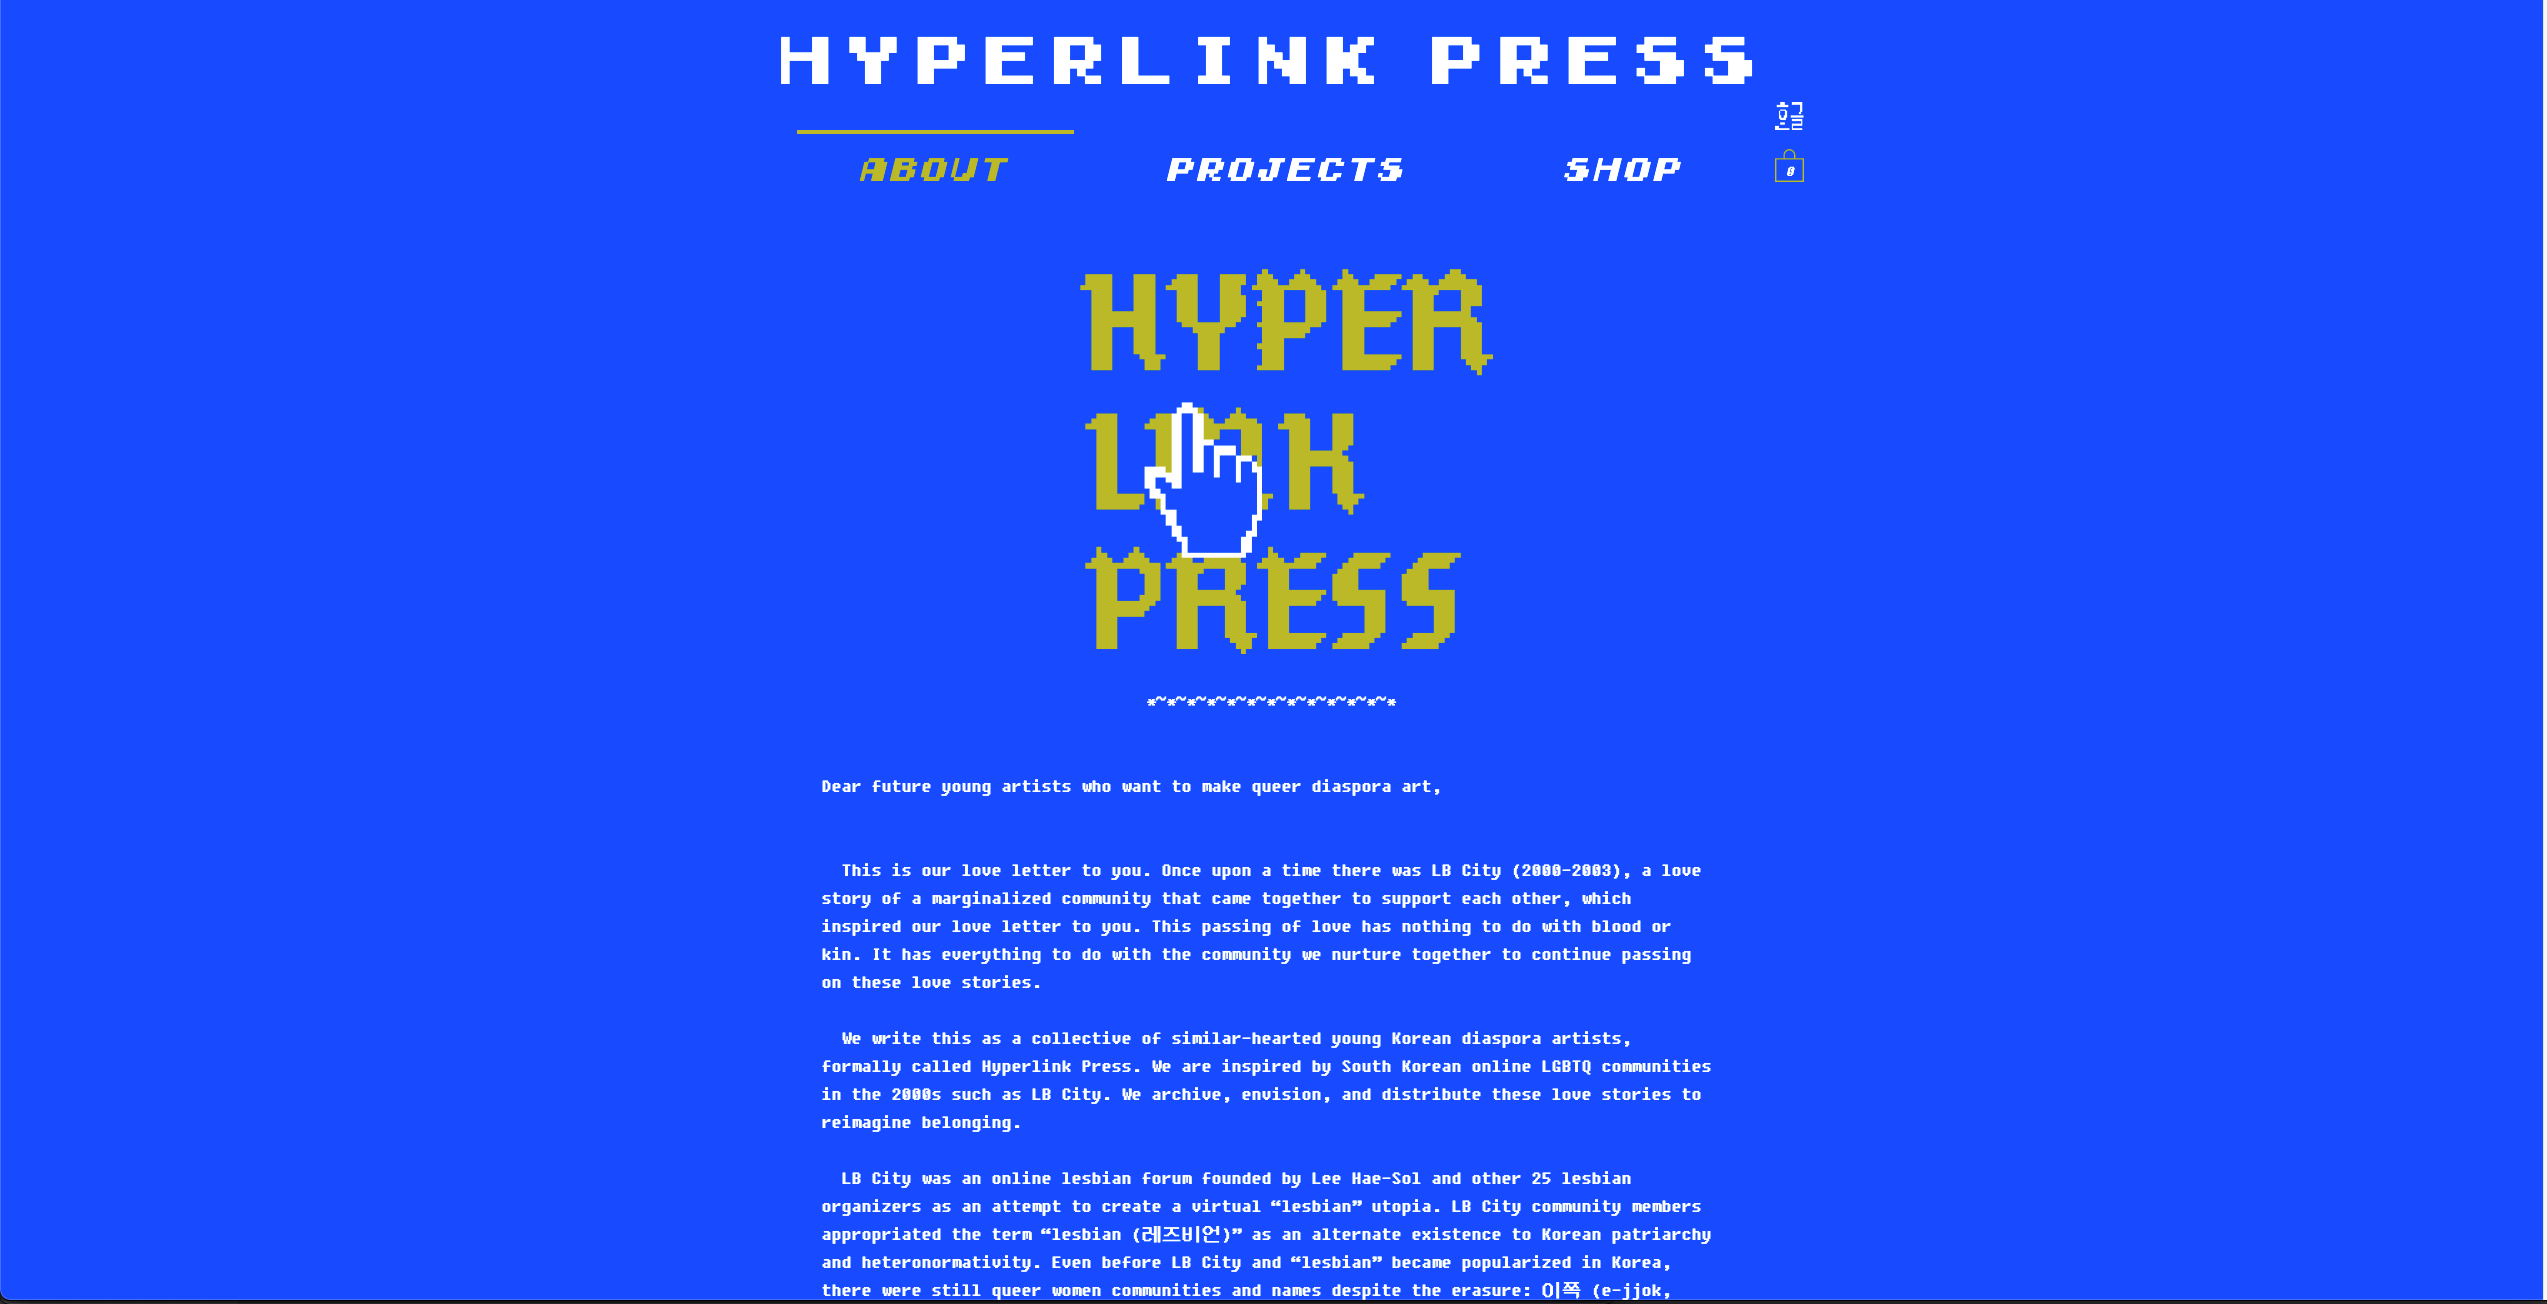 HYPERLINK PRESS
한글
ABOUT PROJECTS SHOP
0
HYPER
LINK
PRESS
*~*~*~*~*~*~*~*~*~*~*~*~*
Dear future young artists who want to make queer diaspora art,
This is our love letter to you. Once upon a time there was LB City (2000-2003), a love
story of a marginalized community that came together to support each other, which
inspired our love letter to you. This passing of love has nothing to do with blood or
kin. It has everything to do with the community we nurture together to continue passing
on these love stories.
We write this as a collective of similar-hearted young Korean diaspora artists,
formally called Hyperlink Press. We are inspired by South Korean online LGBTQ communities
in the 2000s such as LB City. We archive, envision, and distribute these love stories to
reimagine belonging.
LB City was an online lesbian forum founded by Lee Hae-Sol and other 25 lesbian
organizers as an attempt to create a virtual “lesbian” utopia. LB City community members
appropriated the term “lesbian (레즈비언)” as an alternate existence to Korean patriarchy
and heteronormativity. Even before LB City and “lesbian” became popularized in Korea,
there were still queer women communities and names despite the erasure: 이쪽 (e-jjok,